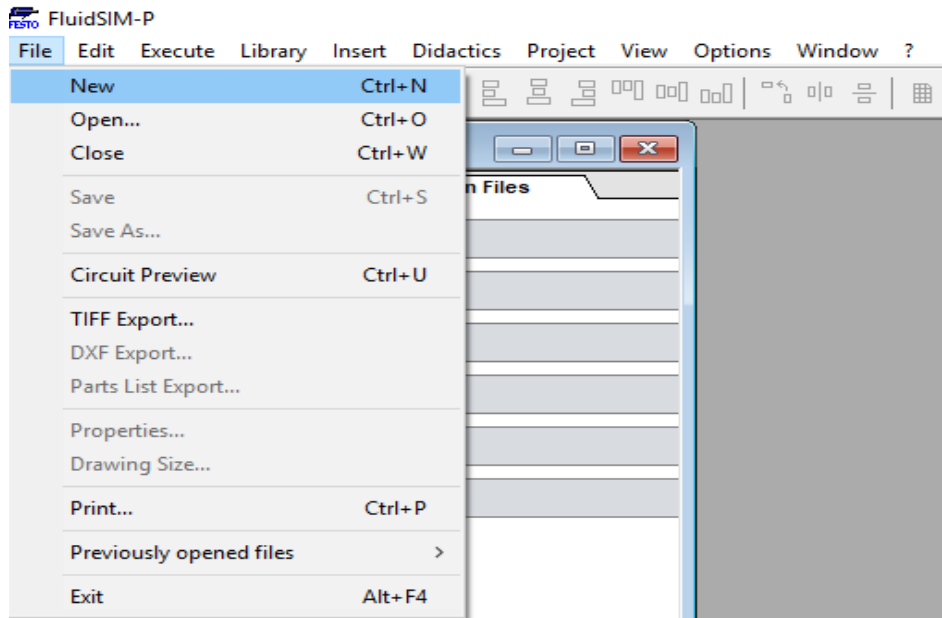 FESTO FluidSIM-P
File Edit Execute Library Insert Didactics Project View Options Window ?
New Ctrl+N
Open... Ctrl+O
Close Ctrl+W
n Files
Save Ctrl+S
Save As...
Circuit Preview Ctrl+U
TIFF Export...
DXF Export...
Parts List Export...
Properties...
Drawing Size...
Print... Ctrl+P
Previously opened files >
Exit Alt+F4